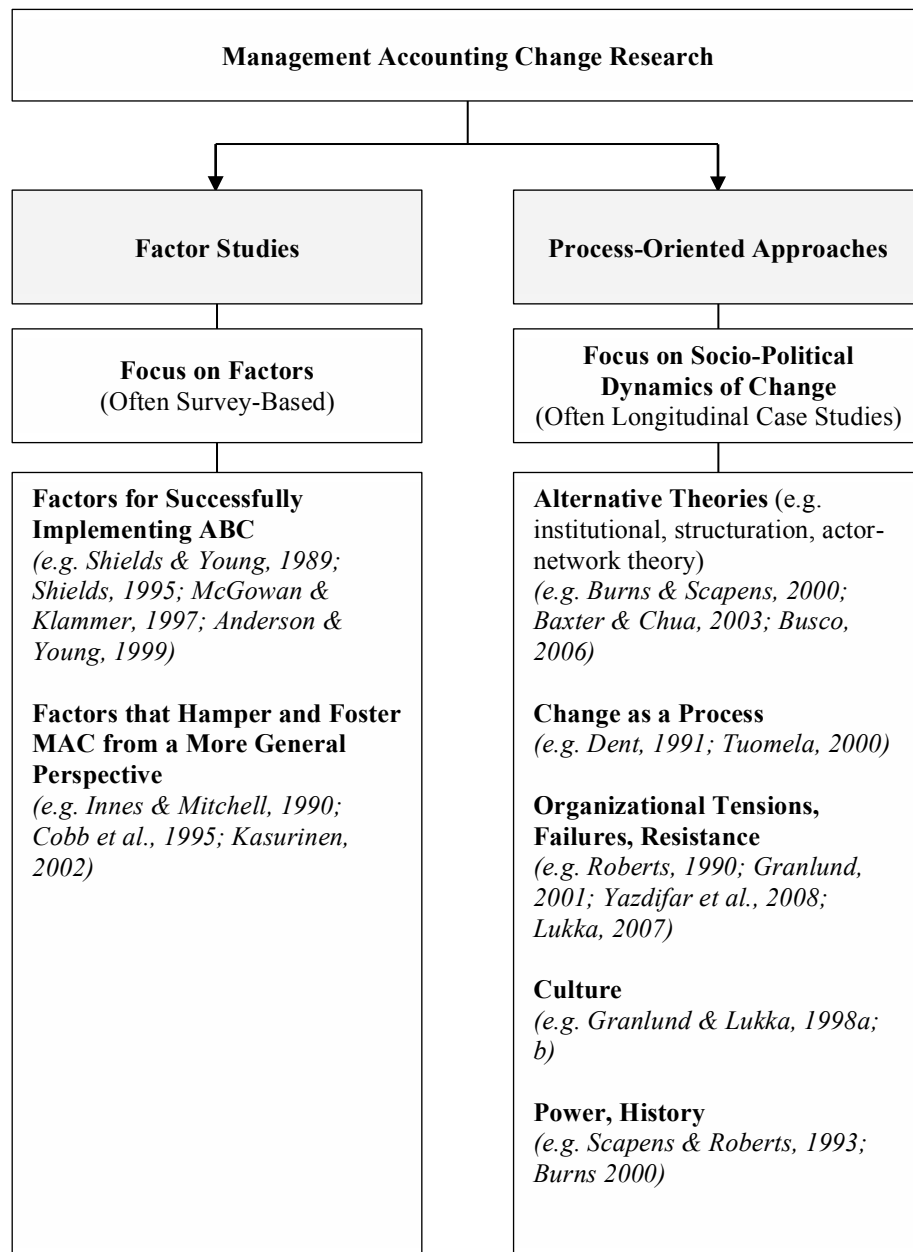 Management Accounting Change Research
Factor Studies
Focus on Factors
(Often Survey-Based)
Factors for Successfully
Implementing ABC
(e.g. Shields & Young, 1989;
Shields, 1995; McGowan &
Klammer, 1997; Anderson &
Young, 1999)
Factors that Hamper and Foster
MAC from a More General
Perspective
(e.g. Innes & Mitchell, 1990;
Cobb et al., 1995; Kasurinen,
2002)
Process-Oriented Approaches
Focus on Socio-Political
Dynamics of Change
(Often Longitudinal Case Studies)
Alternative Theories (e.g.
institutional, structuration, actor-
network theory)
(e.g. Burns & Scapens, 2000;
Baxter & Chua, 2003; Busco,
2006)
Change as a Process
(e.g. Dent, 1991; Tuomela, 2000)
Organizational Tensions,
Failures, Resistance
(e.g. Roberts, 1990; Granlund,
2001; Yazdifar et al., 2008;
Lukka, 2007)
Culture
(e.g. Granlund & Lukka, 1998a;
b)
Power, History
(e.g. Scapens & Roberts, 1993;
Burns 2000)